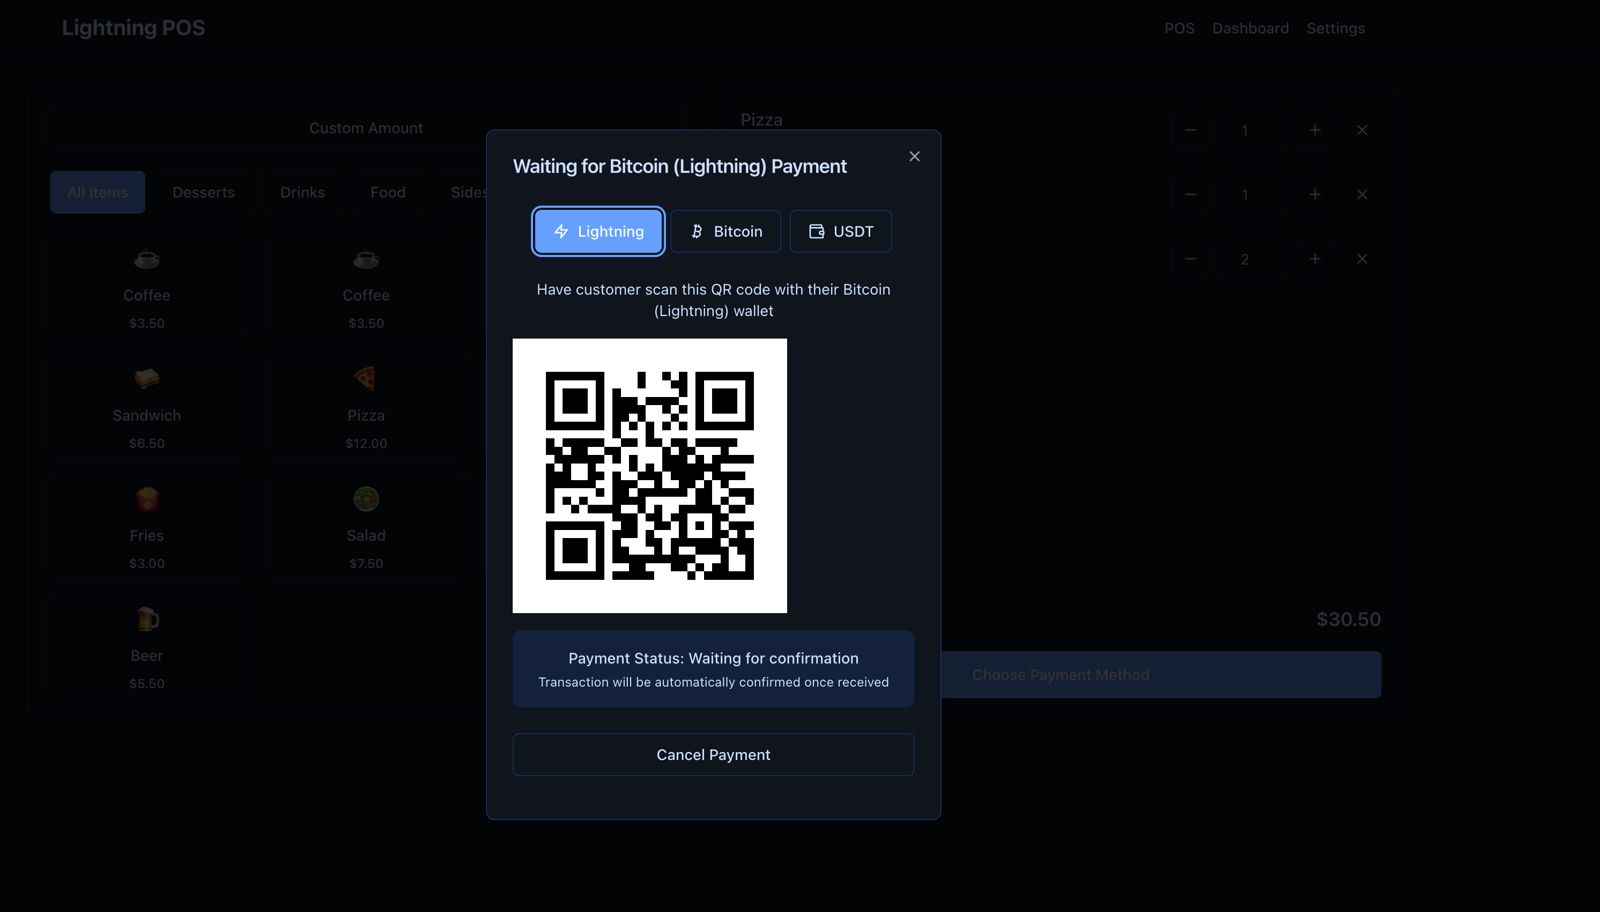 Lightning POS
POS
Dashboard
Settings
Custom Amount
All Items
Desserts
Drinks
Food
Sides
Coffee
$3.50
Coffee
$3.50
Sandwich
$6.50
Pizza
$12.00
Fries
$3.00
Salad
$7.50
Beer
$5.50
Waiting for Bitcoin (Lightning) Payment
Lightning
Bitcoin
USDT
Have customer scan this QR code with their Bitcoin
(Lightning) wallet
Payment Status: Waiting for confirmation
Transaction will be automatically confirmed once received
Cancel Payment
Pizza
1
1
2
$30.50
Choose Payment Method